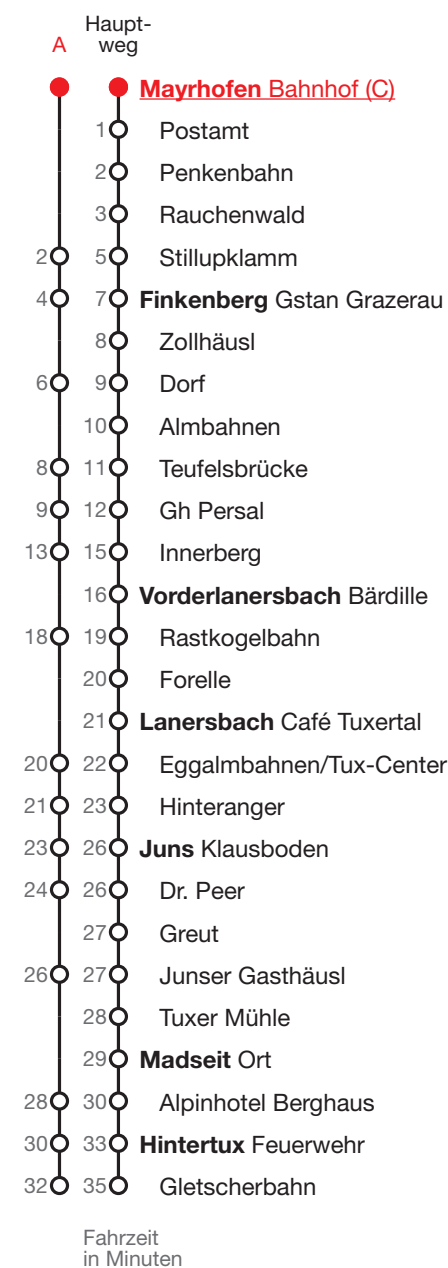 Haupt-
A weg
Mayrhofen Bahnhof (C)
1 Postamt
2 Penkenbahn
3 Rauchenwald
2 5 Stillupklamm
4 7 Finkenberg Gstan Grazerau
8 Zollhäusl
6 9 Dorf
10 Almbahnen
8 11 Teufelsbrücke
9 12 Gh Persal
13 15 Innerberg
16 Vorderlanersbach Bärdille
18 19 Rastkogelbahn
20 Forelle
21 Lanersbach Café Tuxertal
20 22 Eggalmbahnen/Tux-Center
21 23 Hinteranger
23 26 Juns Klausboden
24 26 Dr. Peer
27 Greut
26 27 Junser Gasthäusl
28 Tuxer Mühle
29 Madseit Ort
28 30 Alpinhotel Berghaus
30 33 Hintertux Feuerwehr
32 35 Gletscherbahn
Fahrzeit
in Minuten